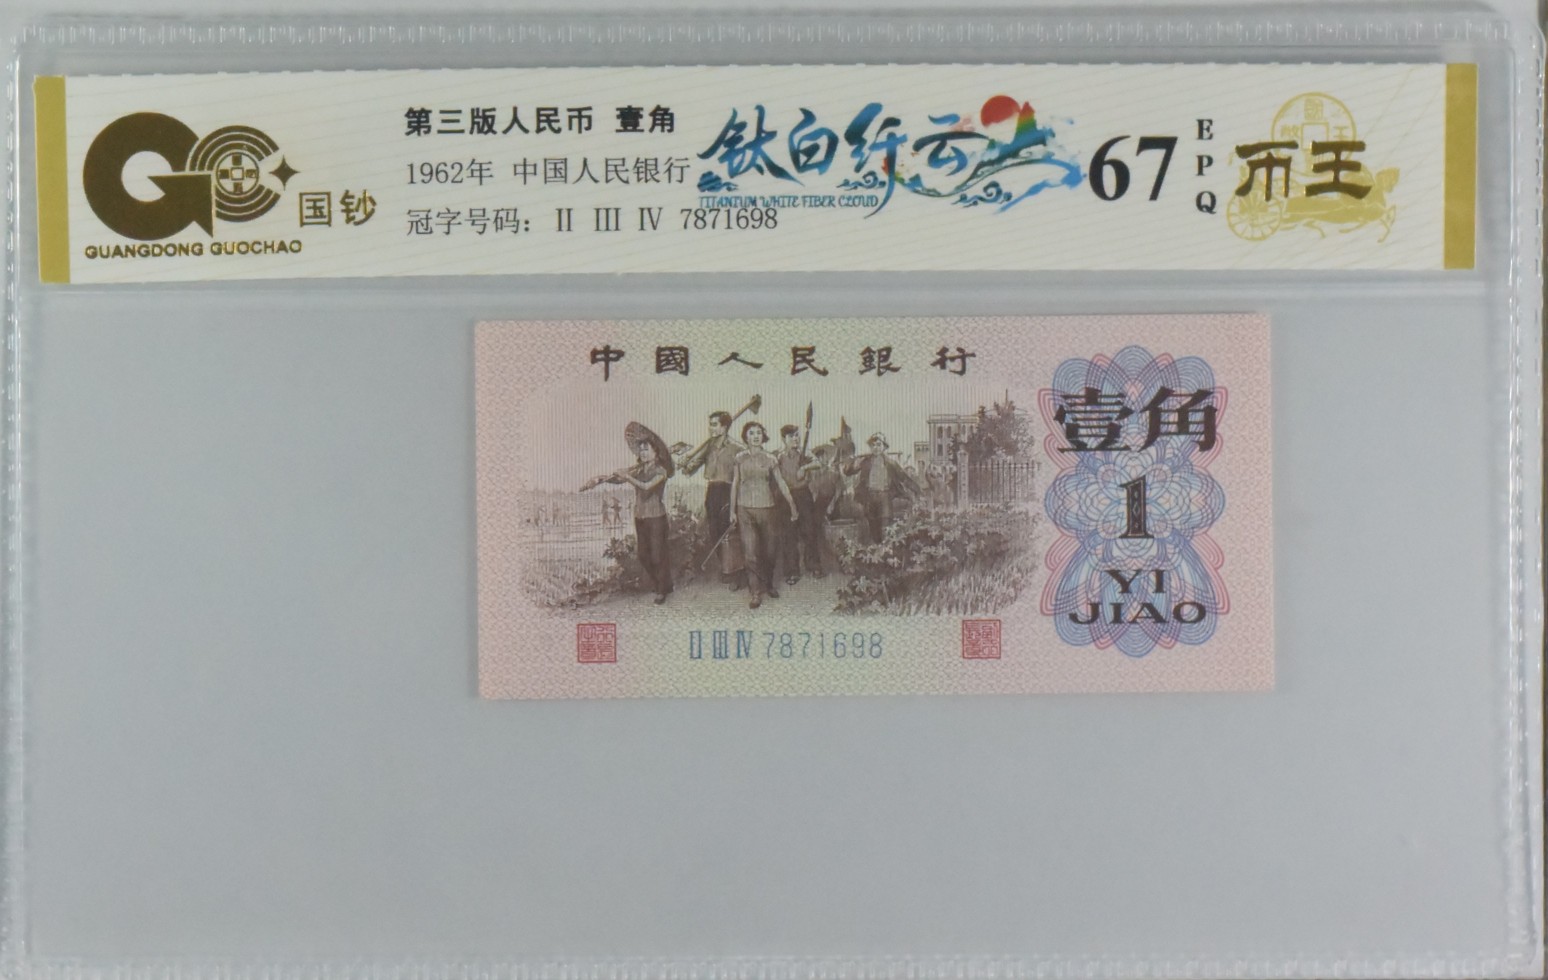 GC
国钞
GUANGDONG GUOCHAO
第三版人民币 壹角
1962年 中国人民银行
冠字号码: Ⅱ Ⅲ Ⅳ 7871698
钛白纤云
TITANIUM WHITE FIBER CLOUD
67
EPQ
币王
中國人民銀行
壹角
1
YI
JIAO
Ⅱ Ⅲ Ⅳ 7871698